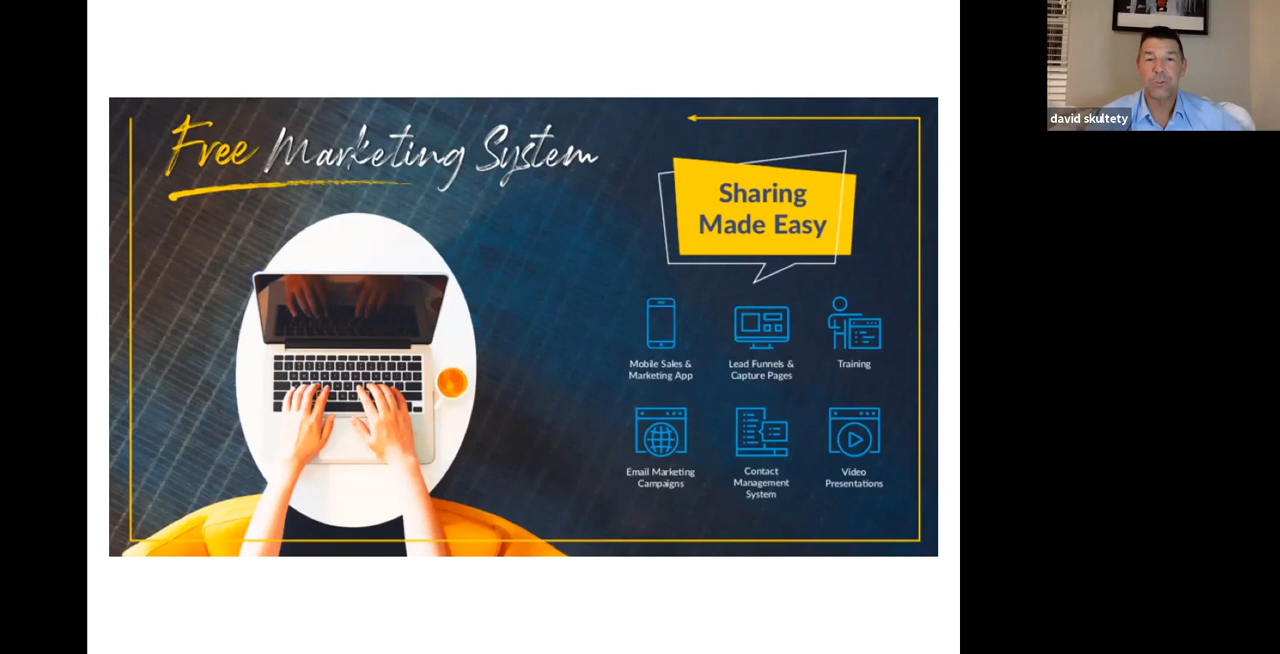 Free Marketing System
Sharing
Made Easy
Mobile Sales &
Marketing App
Lead Funnels &
Capture Pages
Training
Email Marketing
Campaigns
Contact
Management
System
Video
Presentations
david skultety